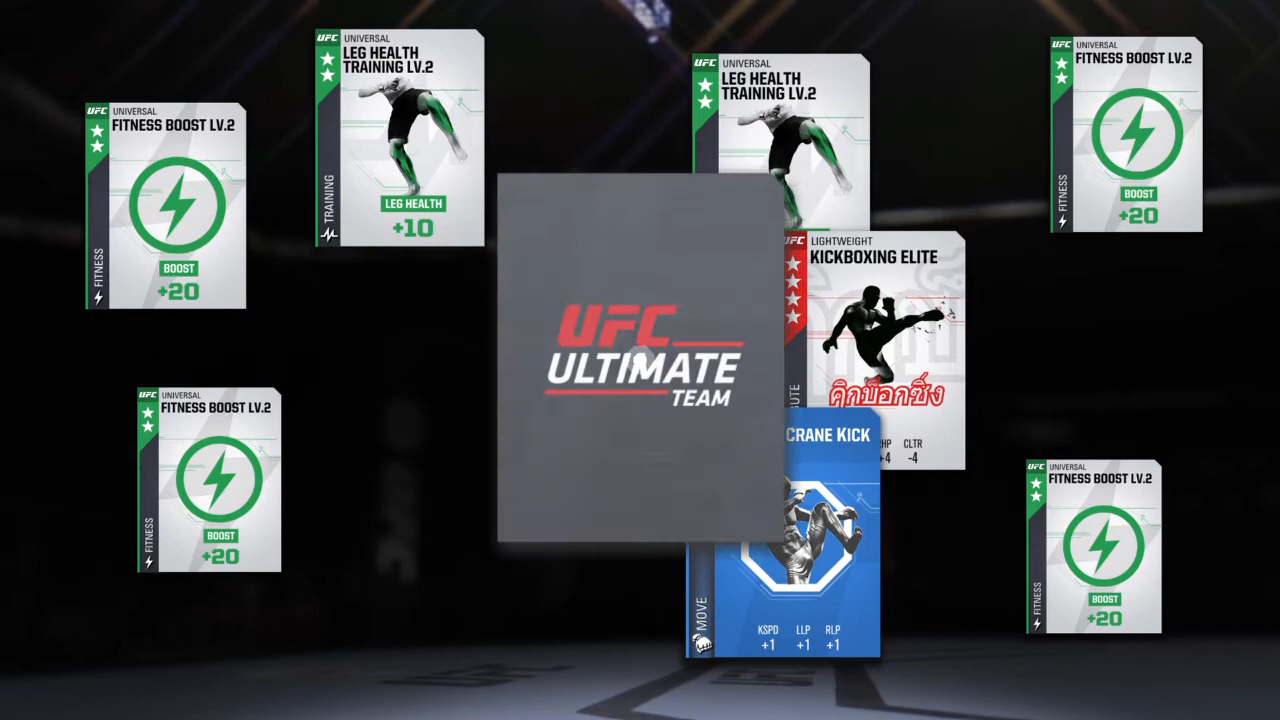 UFC UNIVERSAL
LEG HEALTH
TRAINING LV.2
TRAINING
LEG HEALTH
+10
UFC UNIVERSAL
LEG HEALTH
TRAINING LV.2
UFC UNIVERSAL
FITNESS BOOST LV.2
FITNESS
BOOST
+20
UFC UNIVERSAL
FITNESS BOOST LV.2
FITNESS
BOOST
+20
UFC
ULTIMATE
TEAM
UFC LIGHTWEIGHT
KICKBOXING ELITE
คิกบ็อกซิ่ง
CLTR
+4 -4
UFC UNIVERSAL
FITNESS BOOST LV.2
FITNESS
BOOST
+20
CRANE KICK
MOVE
KSPD LLP RLP
+1 +1 +1
UFC UNIVERSAL
FITNESS BOOST LV.2
FITNESS
BOOST
+20